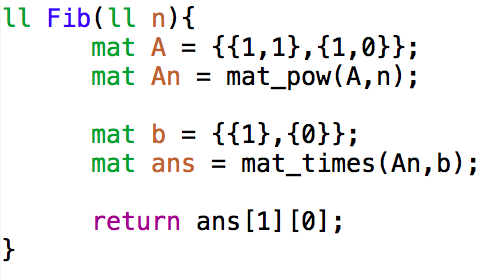 ll Fib(ll n){
mat A = {{1,1},{1,0}};
mat An = mat_pow(A,n);
mat b = {{1},{0}};
mat ans = mat_times(An,b);
return ans[1][0];
}